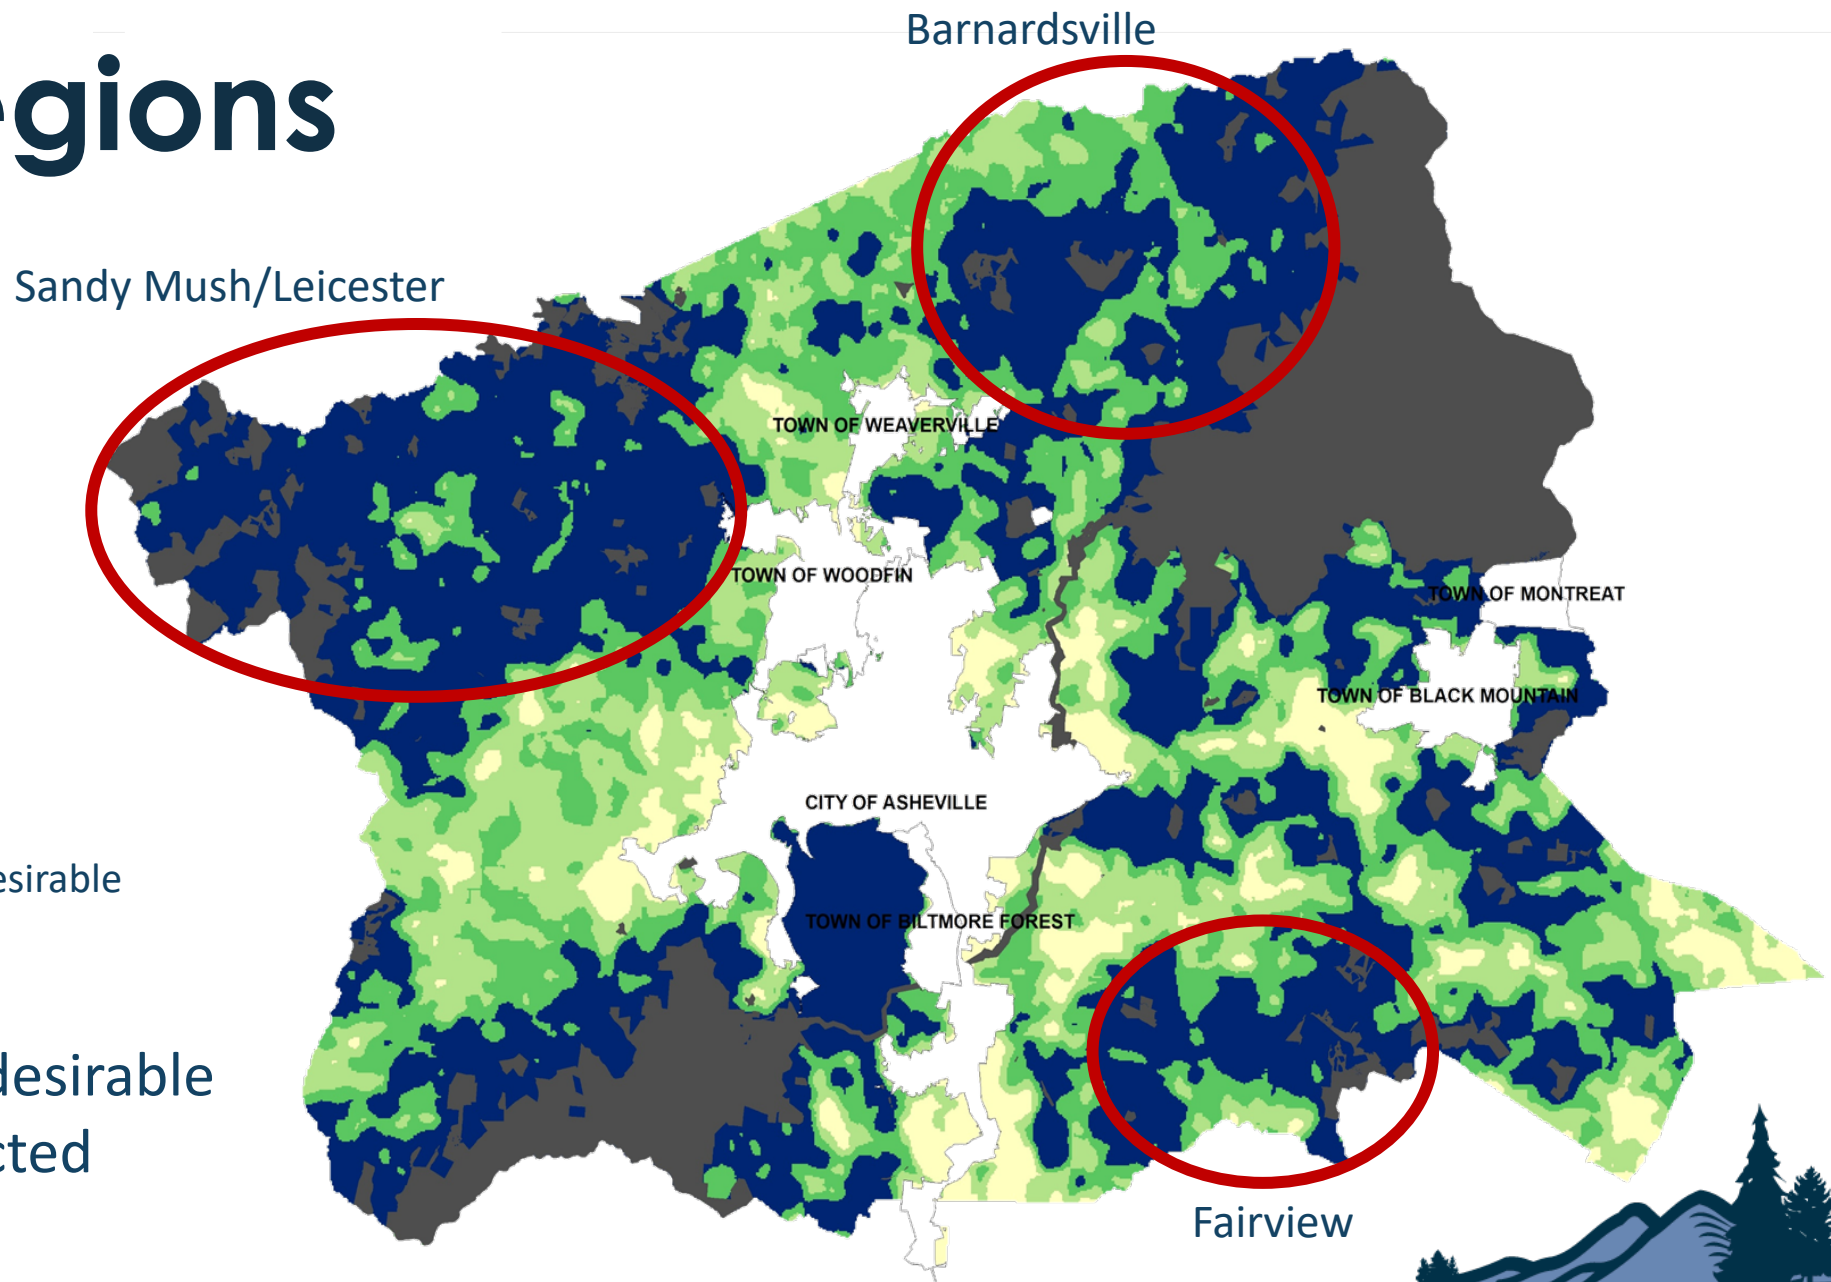 Barnardsville
egions
Sandy Mush/Leicester
TOWN OF WEAVERVILLE
TOWN OF WOODFIN
TOWN OF MONTREAT
TOWN OF BLACK MOUNTAIN
CITY OF ASHEVILLE
esirable
TOWN OF BILTMORE FOREST
desirable
cted
Fairview